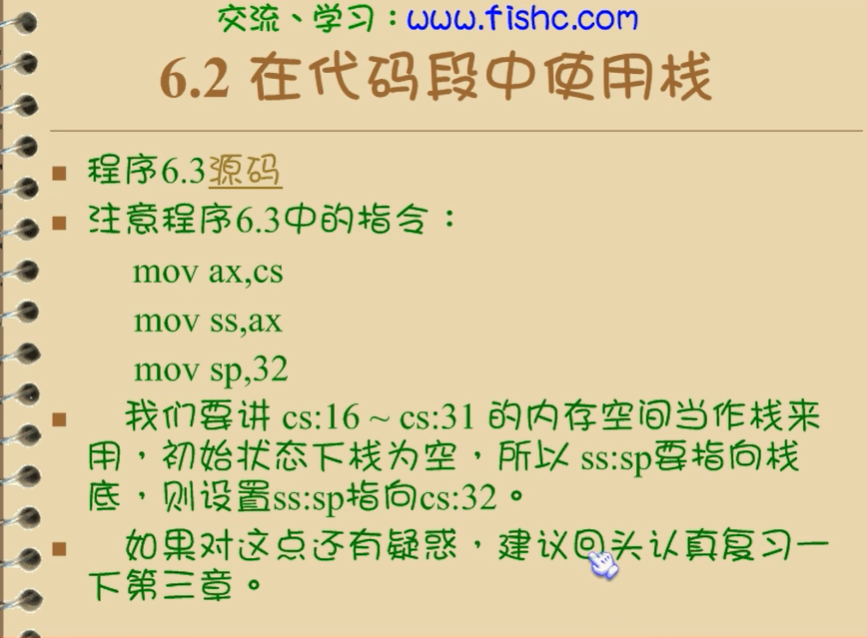 交流、学习：www.fishc.com
6.2 在代码段中使用栈
程序6.3源码
注意程序6.3中的指令：
mov ax,cs
mov ss,ax
mov sp,32
我们要讲 cs:16 ~ cs:31 的内存空间当作栈来
用，初始状态下栈为空，所以 ss:sp要指向栈
底，则设置ss:sp指向cs:32。
如果对这点还有疑惑，建议回头认真复习一
下第三章。